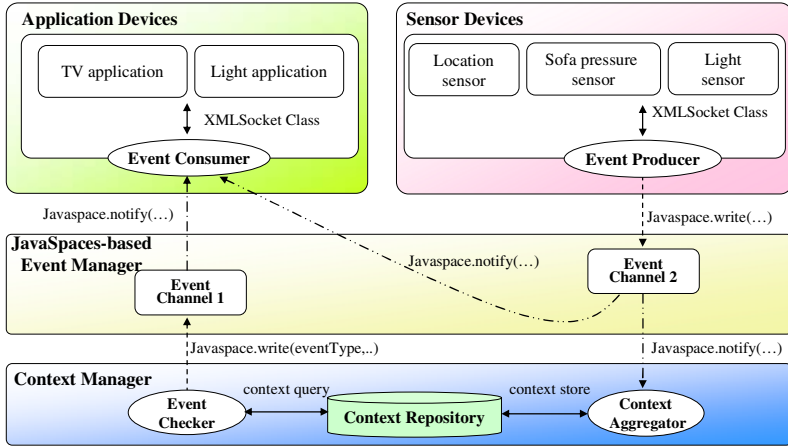 Application Devices
TV application
Light application
XMLSocket Class
Event Consumer
Sensor Devices
Location
sensor
Sofa pressure
sensor
Light
sensor
XMLSocket Class
Event Producer
Javaspace.notify(…)
Javaspace.write(…)
JavaSpaces-based
Event Manager
Event
Channel 1
Javaspace.notify(…)
Event
Channel 2
Javaspace.write(eventType,..)
Javaspace.notify(…)
Context Manager
Event
Checker
context query
Context Repository
context store
Context
Aggregator